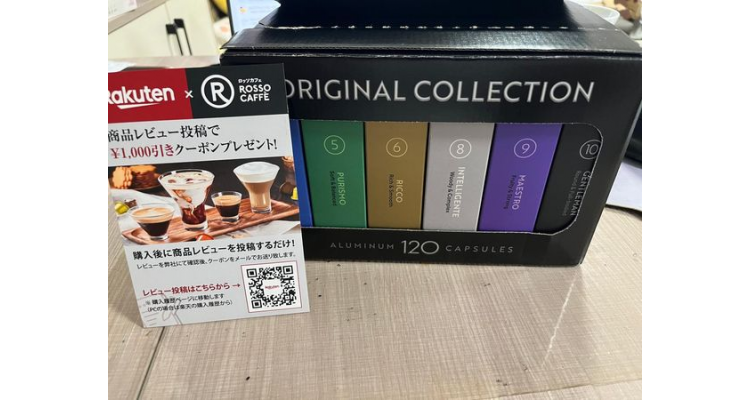 Rakuten × R ロッソカフェ ROSSO CAFFÈ
商品レビュー投稿で
¥1,000引きクーポンプレゼント!
購入後に商品レビューを投稿するだけ!
レビューを弊社にて確認後、クーポンをメールでお送り致します。
レビュー投稿はこちらから →
※ 購入履歴ページに移動します
(PCの場合は楽天の購入履歴から)
Rakuten
ORIGINAL COLLECTION
5
PURISMO
6
RICCO
8
INTELLIGENTE
9
MAESTRO
10
GENTLEMAN
ALUMINUM 120 CAPSULES